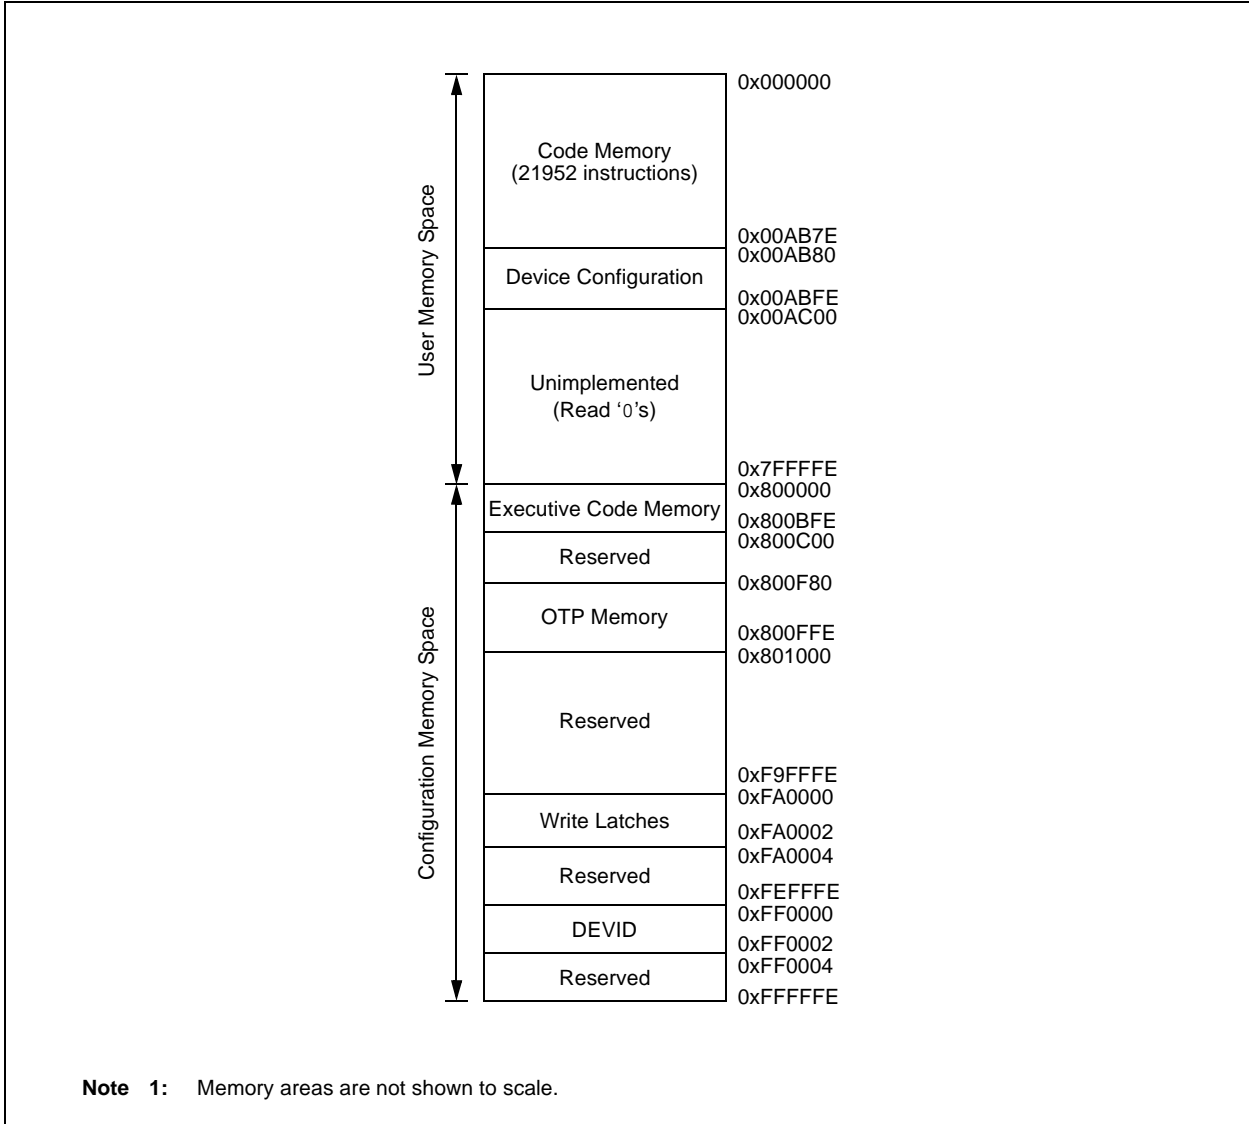 0x000000
Code Memory
(21952 instructions)
0x00AB7E
0x00AB80
Device Configuration
0x00ABFE
0x00AC00
User Memory Space
Unimplemented
(Read ‘0’s)
0x7FFFFE
0x800000
Executive Code Memory
0x800BFE
0x800C00
Reserved
0x800F80
OTP Memory
0x800FFE
0x801000
Configuration Memory Space
Reserved
0xF9FFFE
0xFA0000
Write Latches
0xFA0002
0xFA0004
Reserved
0xFEFFFE
0xFF0000
DEVID
0xFF0002
0xFF0004
Reserved
0xFFFFFE
Note 1: Memory areas are not shown to scale.